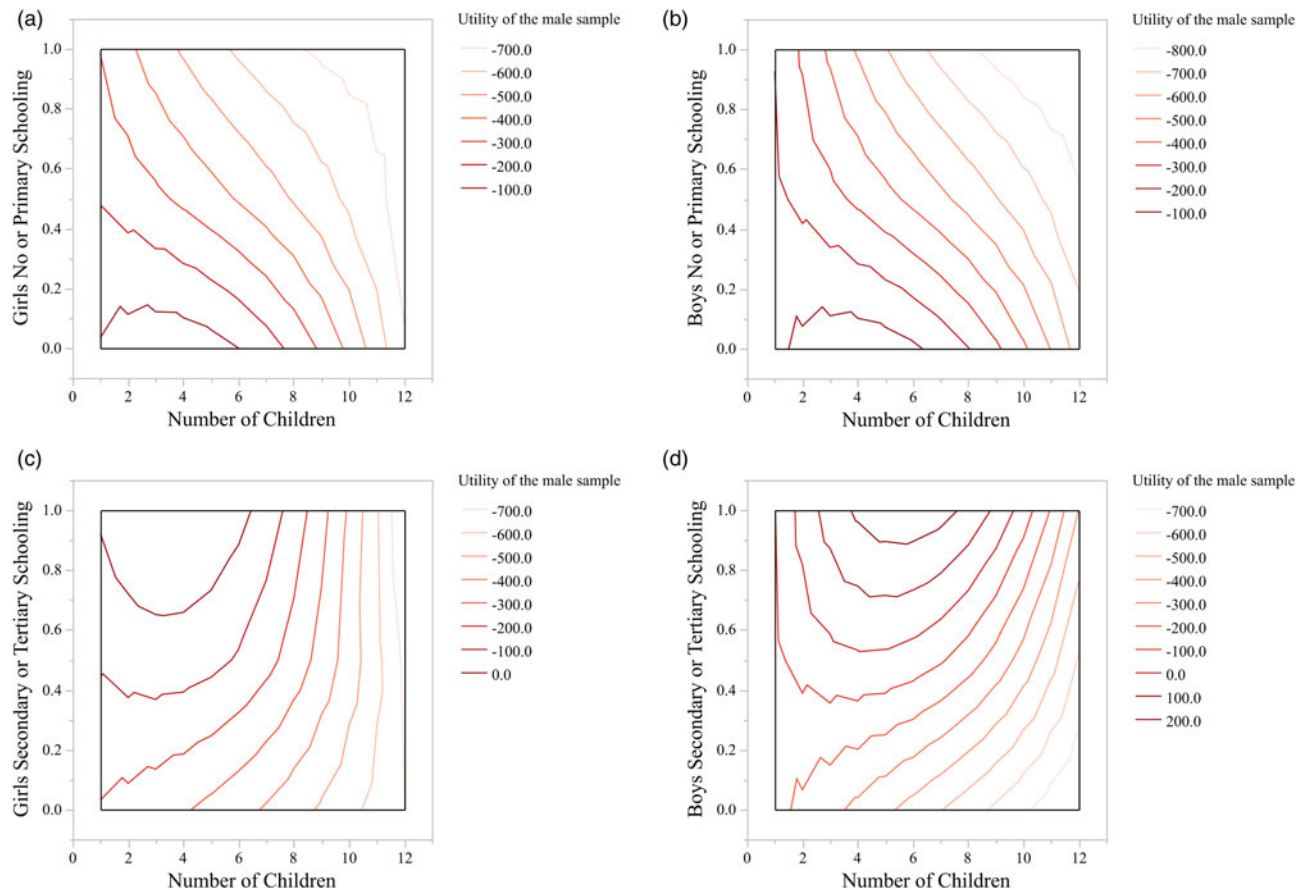 (a)
Utility of the male sample
-700.0
-600.0
-500.0
-400.0
-300.0
-200.0
-100.0
Girls No or Primary Schooling
1.0
0.8
0.6
0.4
0.2
0.0
0 2 4 6 8 10 12
Number of Children
(b)
Utility of the male sample
-800.0
-700.0
-600.0
-500.0
-400.0
-300.0
-200.0
-100.0
Boys No or Primary Schooling
1.0
0.8
0.6
0.4
0.2
0.0
0 2 4 6 8 10 12
Number of Children
(c)
Utility of the male sample
-700.0
-600.0
-500.0
-400.0
-300.0
-200.0
-100.0
0.0
Girls Secondary or Tertiary Schooling
1.0
0.8
0.6
0.4
0.2
0.0
0 2 4 6 8 10 12
Number of Children
(d)
Utility of the male sample
-700.0
-600.0
-500.0
-400.0
-300.0
-200.0
-100.0
0.0
100.0
200.0
Boys Secondary or Tertiary Schooling
1.0
0.8
0.6
0.4
0.2
0.0
0 2 4 6 8 10 12
Number of Children